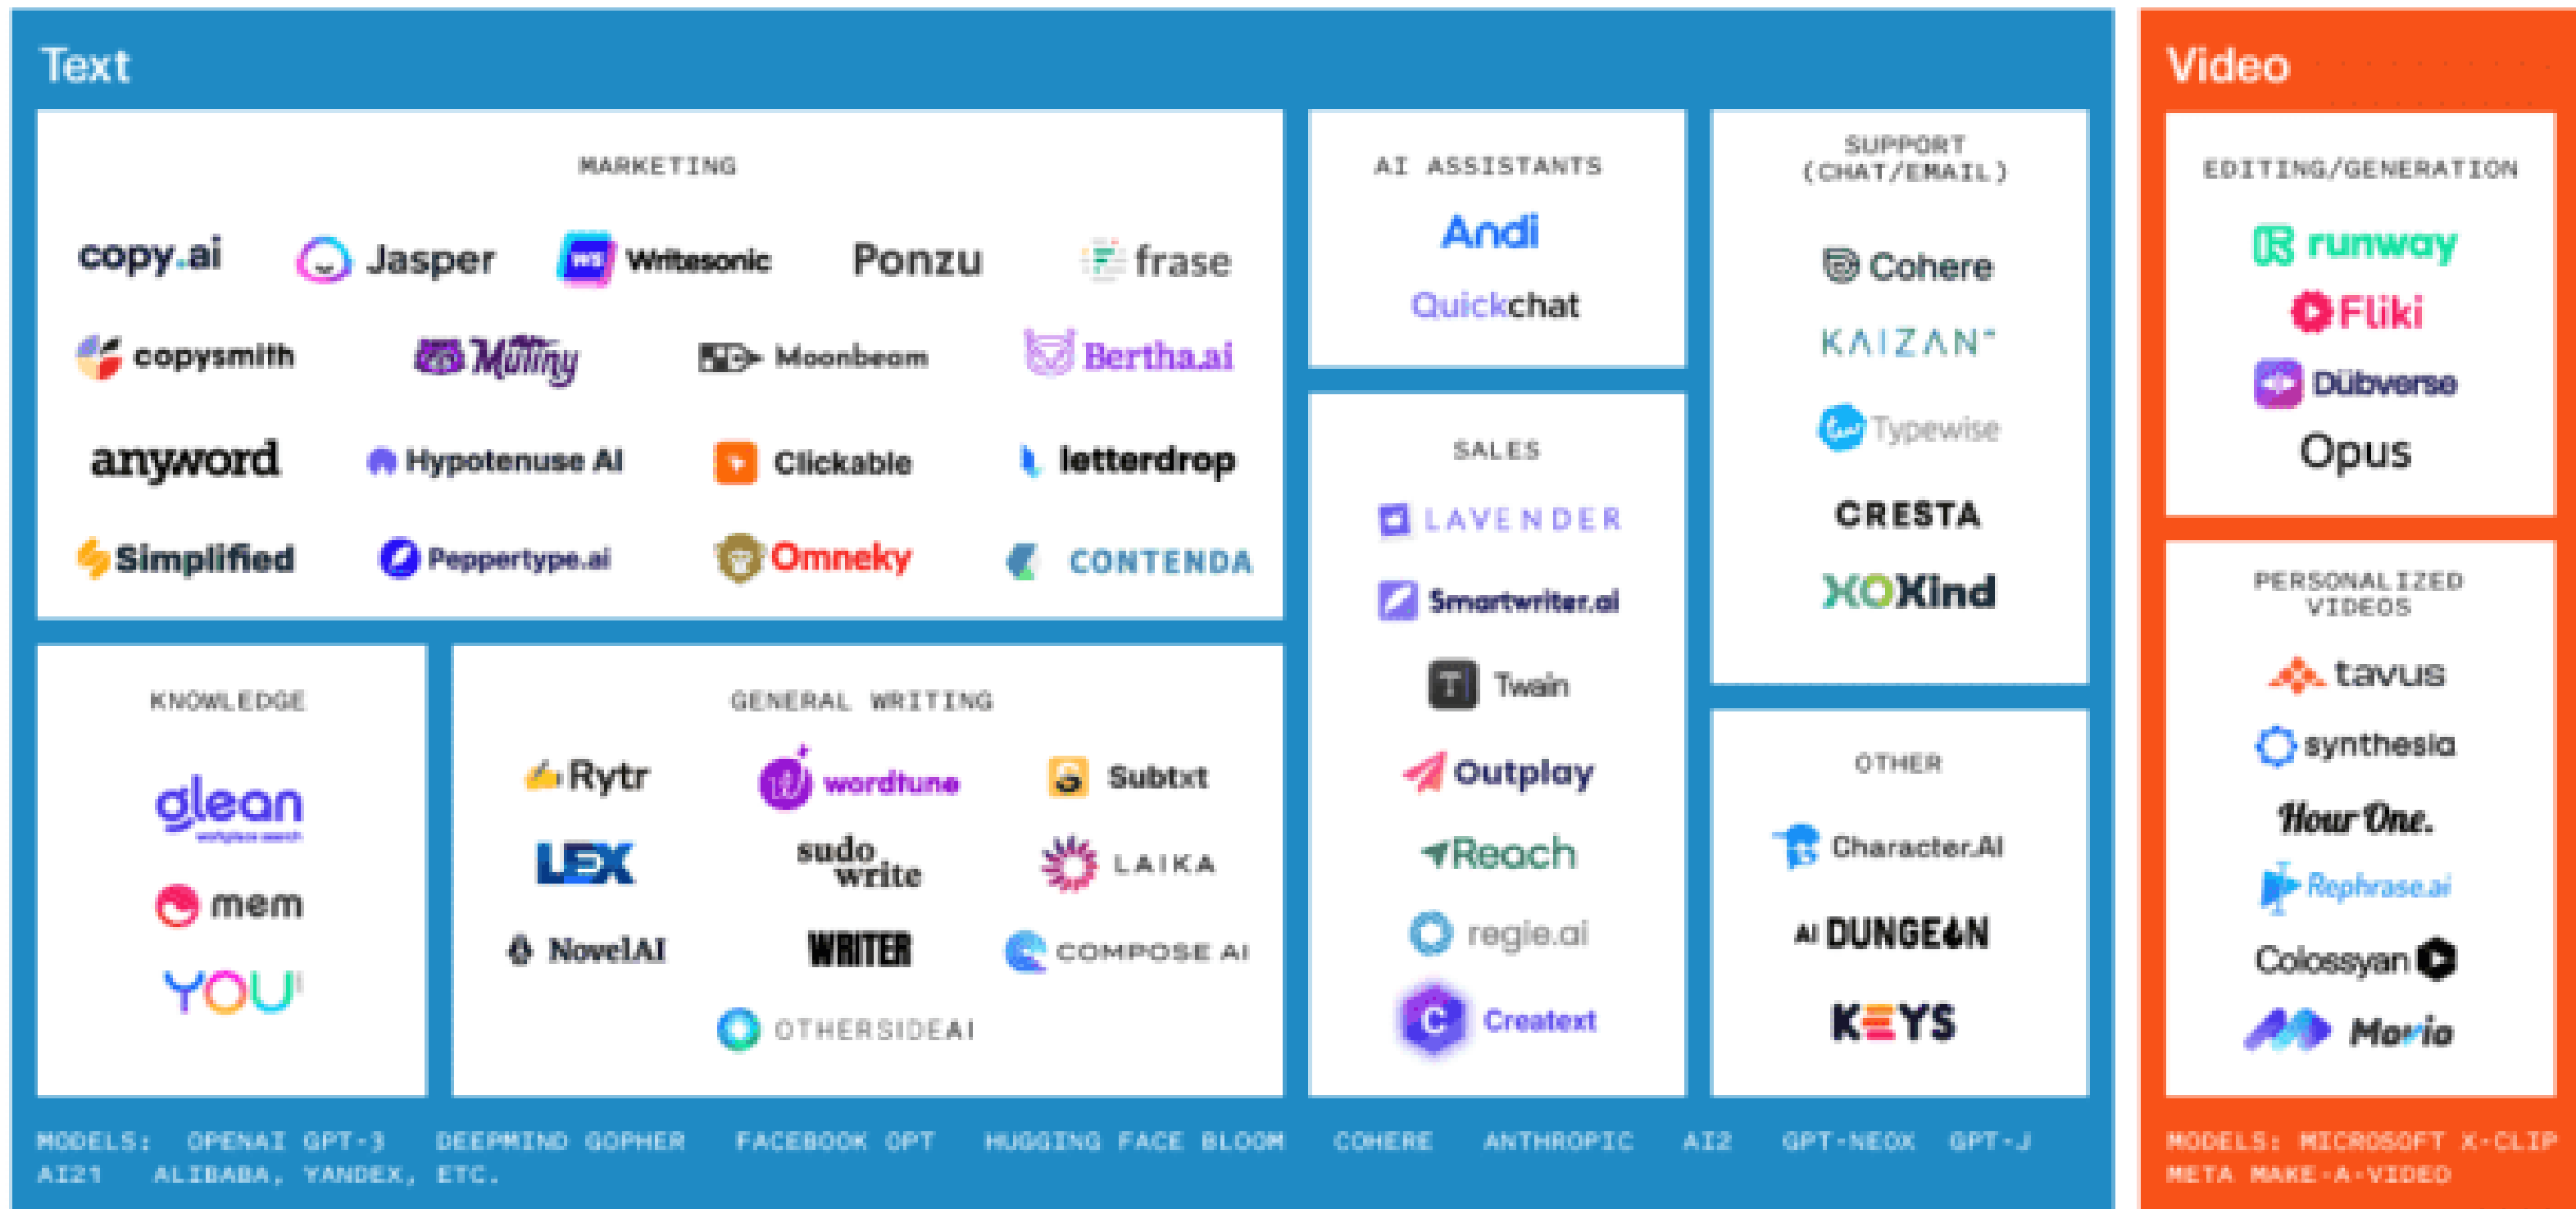 Text
MARKETING
copy.ai Jasper WS Writesonic Ponzu frase
copysmith Mutiny Moonbeam Bertha.ai
anyword Hypotenuse AI Clickable letterdrop
Simplified Peppertype.ai Omneky CONTENDA
KNOWLEDGE
glean
workplace search
mem
YOU
GENERAL WRITING
Rytr wordtune Subtxt
LEX sudo
write LAIKA
NovelAI WRITER COMPOSE AI
OTHERSIDEAI
AI ASSISTANTS
Andi
Quickchat
SALES
LAVENDER
Smartwriter.ai
Twain
Outplay
Reach
regie.ai
Creatext
SUPPORT
(CHAT/EMAIL)
Cohere
KAIZAN
Typewise
CRESTA
XOKind
OTHER
Character.AI
AI DUNGEON
KEYS
MODELS: OPENAI GPT-3 DEEPMIND GOPHER FACEBOOK OPT HUGGING FACE BLOOM COHERE ANTHROPIC AI2 GPT-NEOX GPT-J
AI21 ALIBABA, YANDEX, ETC.
Video
EDITING/GENERATION
runway
Fliki
Dübverse
Opus
PERSONALIZED
VIDEOS
tavus
synthesia
Hour One.
Rephrase.ai
Colossyan
Movio
MODELS: MICROSOFT X-CLIP
META MAKE-A-VIDEO